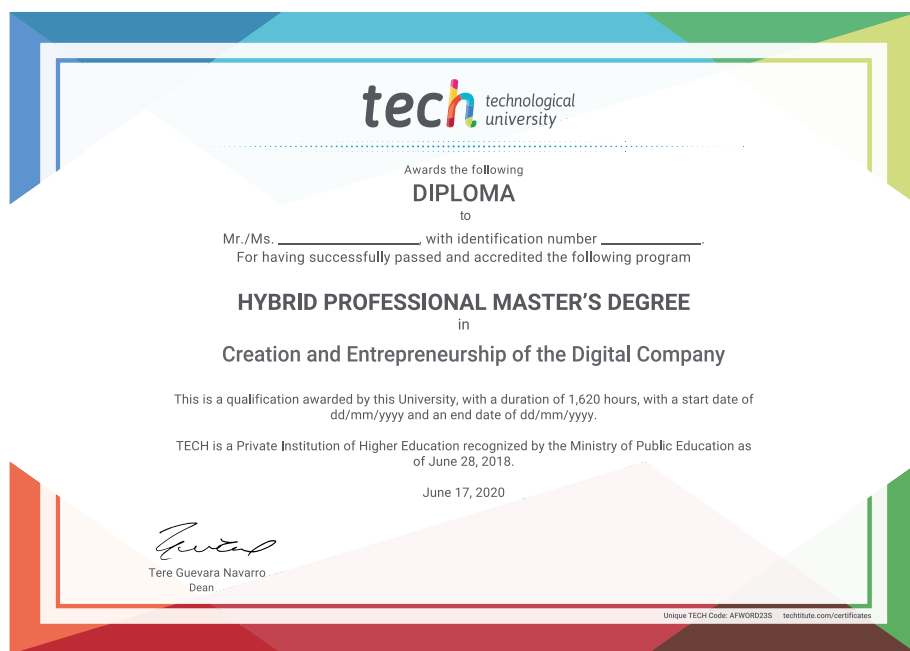 tech technological
university
Awards the following
DIPLOMA
to
Mr./Ms. ________________, with identification number ____________.
For having successfully passed and accredited the following program
HYBRID PROFESSIONAL MASTER'S DEGREE
in
Creation and Entrepreneurship of the Digital Company
This is a qualification awarded by this University, with a duration of 1,620 hours, with a start date of
dd/mm/yyyy and an end date of dd/mm/yyyy.
TECH is a Private Institution of Higher Education recognized by the Ministry of Public Education as
of June 28, 2018.
June 17, 2020
Tere Guevara Navarro
Dean
Unique TECH Code: AFWORD23S techtitute.com/certificates